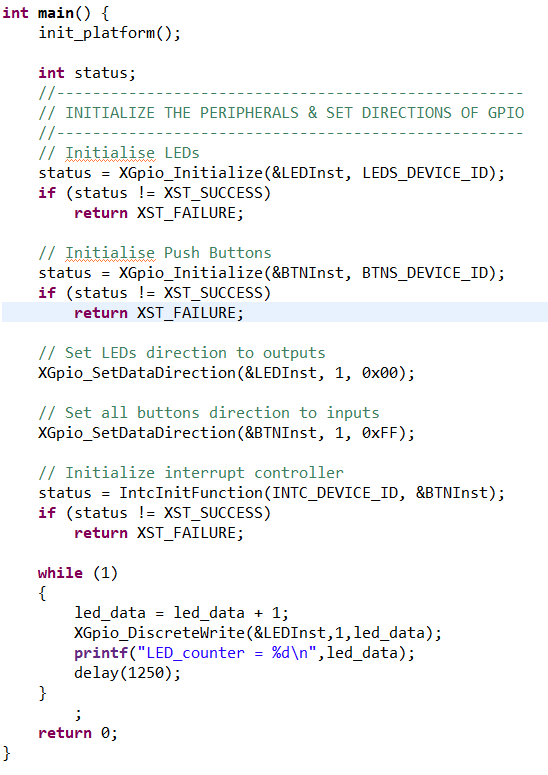 int main() {
    init_platform();

    int status;
    //----------------------------------------------------
    // INITIALIZE THE PERIPHERALS & SET DIRECTIONS OF GPIO
    //----------------------------------------------------
    // Initialise LEDs
    status = XGpio_Initialize(&LEDInst, LEDS_DEVICE_ID);
    if (status != XST_SUCCESS)
        return XST_FAILURE;

    // Initialise Push Buttons
    status = XGpio_Initialize(&BTNInst, BTNS_DEVICE_ID);
    if (status != XST_SUCCESS)
        return XST_FAILURE;

    // Set LEDs direction to outputs
    XGpio_SetDataDirection(&LEDInst, 1, 0x00);

    // Set all buttons direction to inputs
    XGpio_SetDataDirection(&BTNInst, 1, 0xFF);

    // Initialize interrupt controller
    status = IntcInitFunction(INTC_DEVICE_ID, &BTNInst);
    if (status != XST_SUCCESS)
        return XST_FAILURE;

    while (1)
    {
        led_data = led_data + 1;
        XGpio_DiscreteWrite(&LEDInst,1,led_data);
        printf("LED_counter = %d\n",led_data);
        delay(1250);
    }
        ;
    return 0;
}